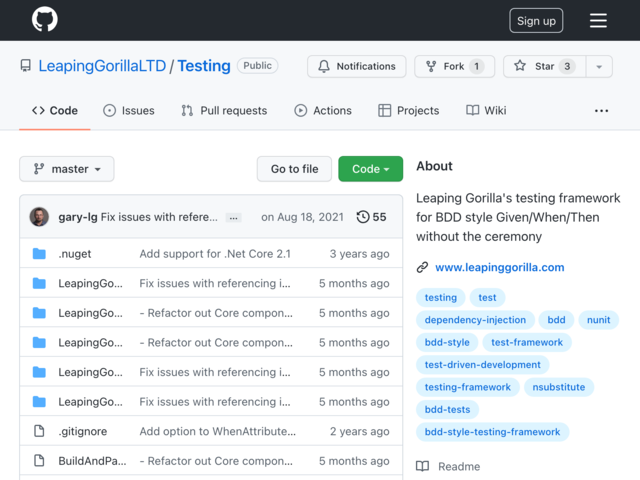 Sign up
LeapingGorillaLTD / Testing Public
Notifications
Fork 1
Star 3
Code
Issues
Pull requests
Actions
Projects
Wiki
master
Go to file
Code
gary-lg Fix issues with refere... ... on Aug 18, 2021 55
.nuget Add support for .Net Core 2.1 3 years ago
LeapingGo... Fix issues with referencing i... 5 months ago
LeapingGo... - Refactor out Core compon... 5 months ago
LeapingGo... - Refactor out Core compon... 5 months ago
LeapingGo... Fix issues with referencing i... 5 months ago
LeapingGo... Fix issues with referencing i... 5 months ago
.gitignore Add option to WhenAttribute... 2 years ago
BuildAndPa... - Refactor out Core compon... 5 months ago
About
Leaping Gorilla's testing framework
for BDD style Given/When/Then
without the ceremony
www.leapinggorilla.com
testing test
dependency-injection bdd nunit
bdd-style test-framework
test-driven-development
testing-framework nsubstitute
bdd-tests
bdd-style-testing-framework
Readme